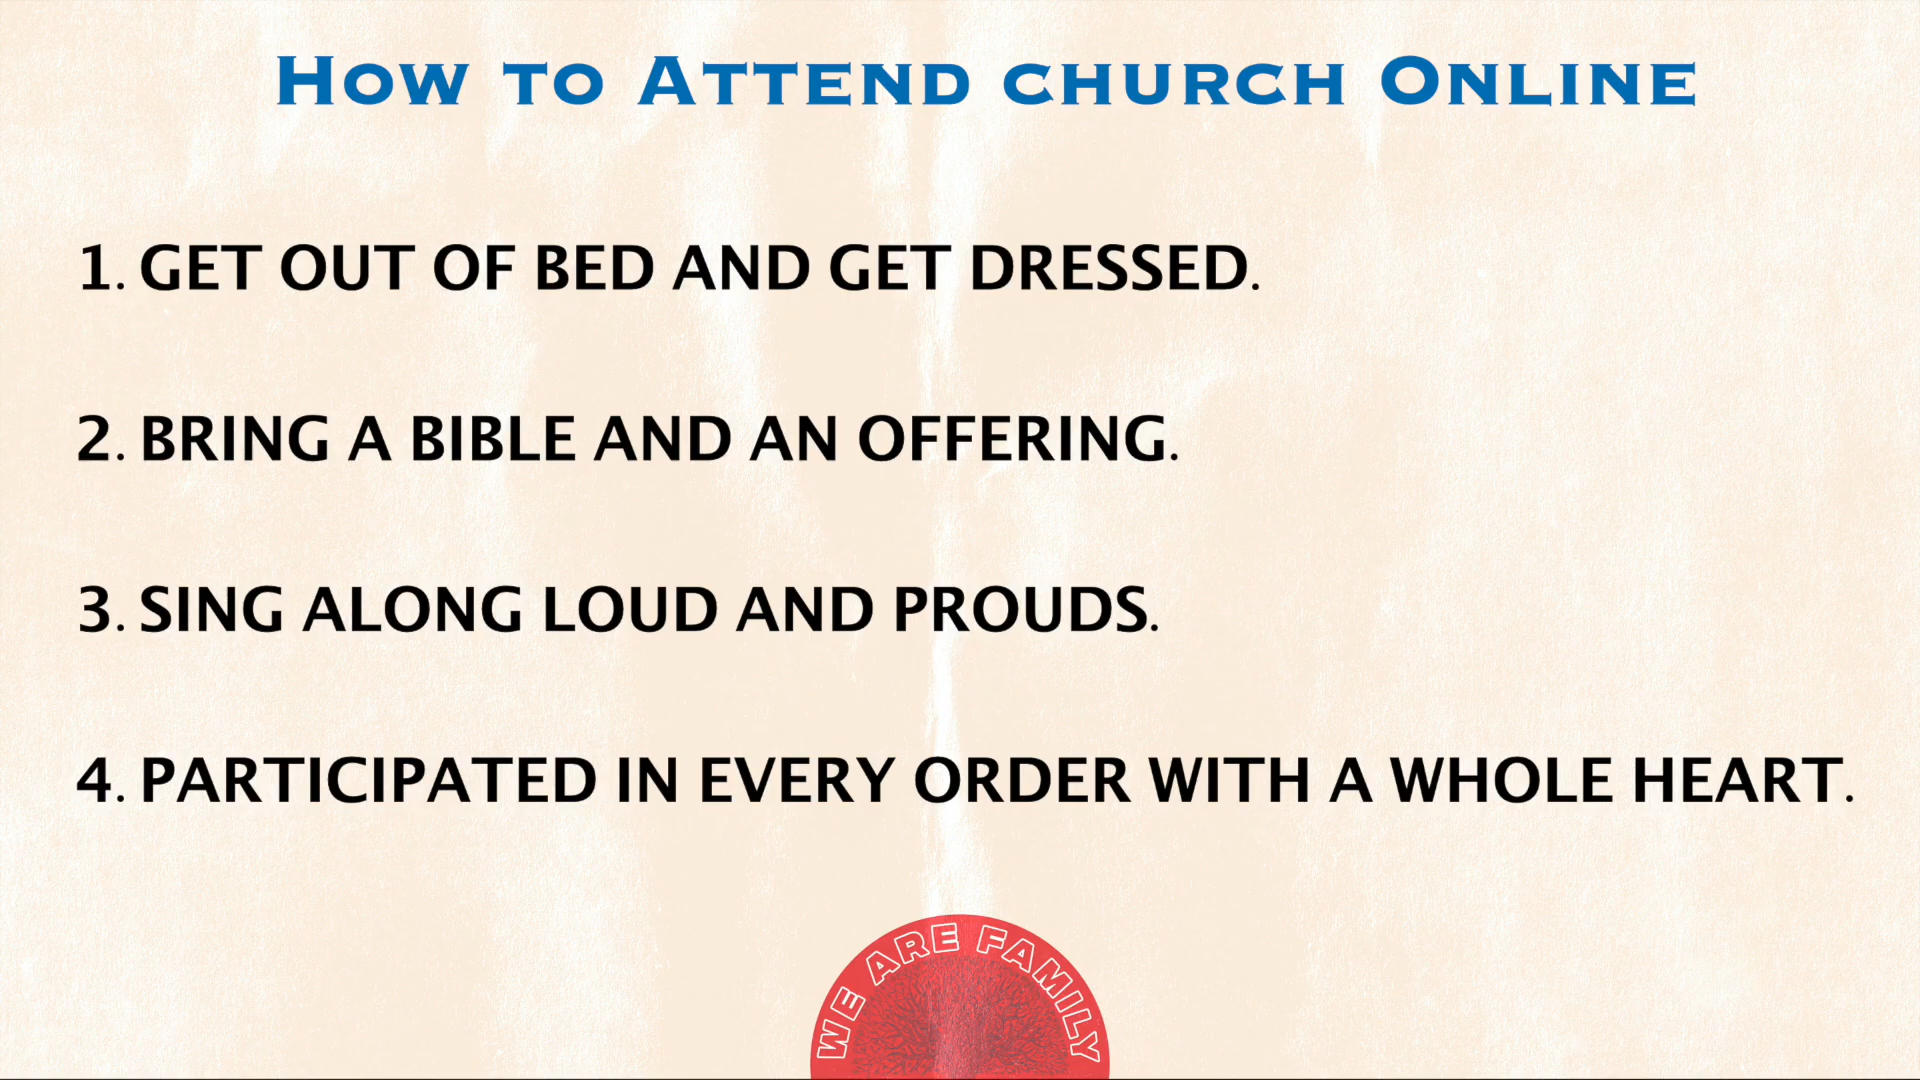 How to Attend church Online
1. GET OUT OF BED AND GET DRESSED.
2. BRING A BIBLE AND AN OFFERING.
3. SING ALONG LOUD AND PROUDS.
4. PARTICIPATED IN EVERY ORDER WITH A WHOLE HEART.
WE ARE FAMILY